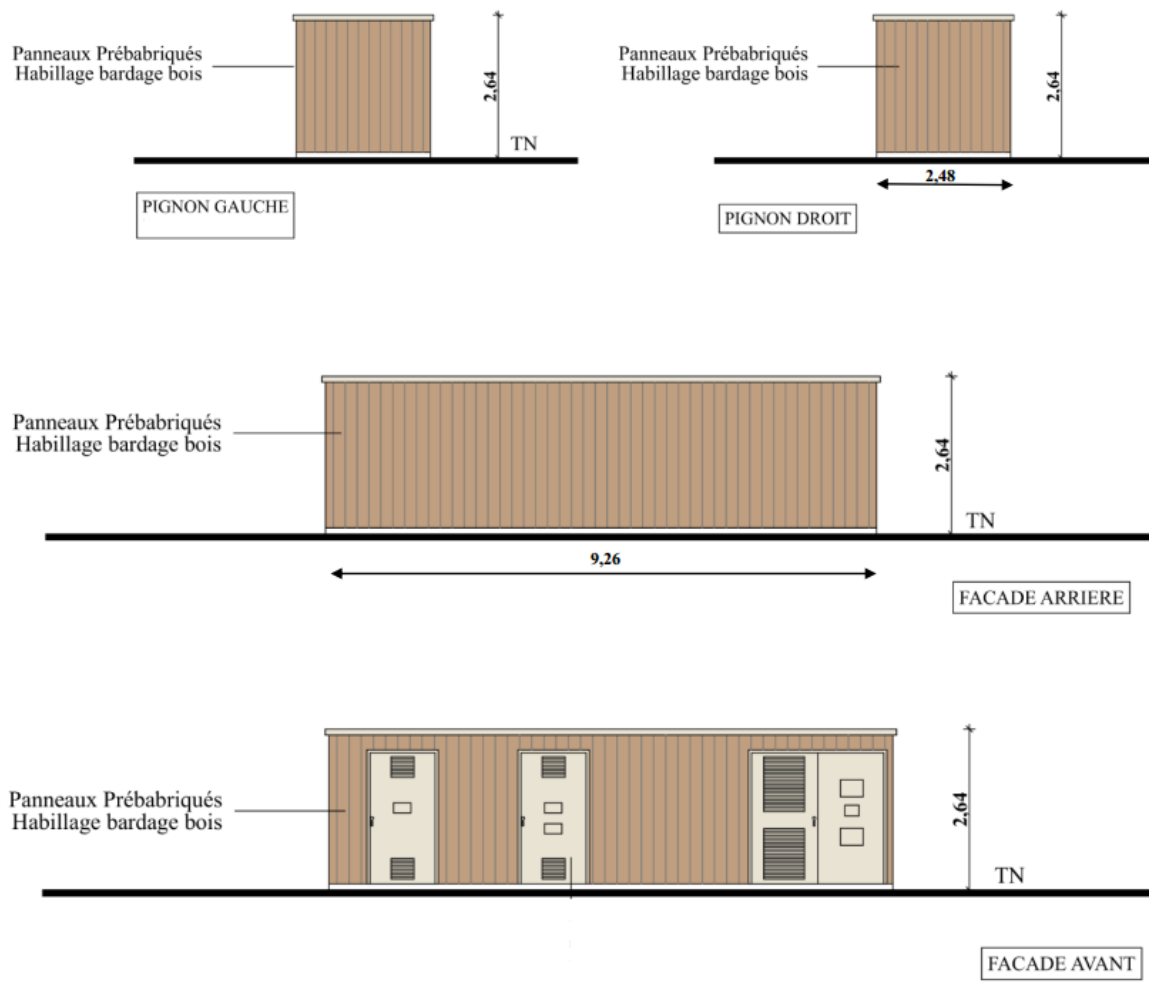 Panneaux Prébabriqués
Habillage bardage bois
2,64
TN
PIGNON GAUCHE
Panneaux Prébabriqués
Habillage bardage bois
2,64
2,48
PIGNON DROIT
Panneaux Prébabriqués
Habillage bardage bois
2,64
TN
9,26
FACADE ARRIERE
Panneaux Prébabriqués
Habillage bardage bois
2,64
TN
FACADE AVANT